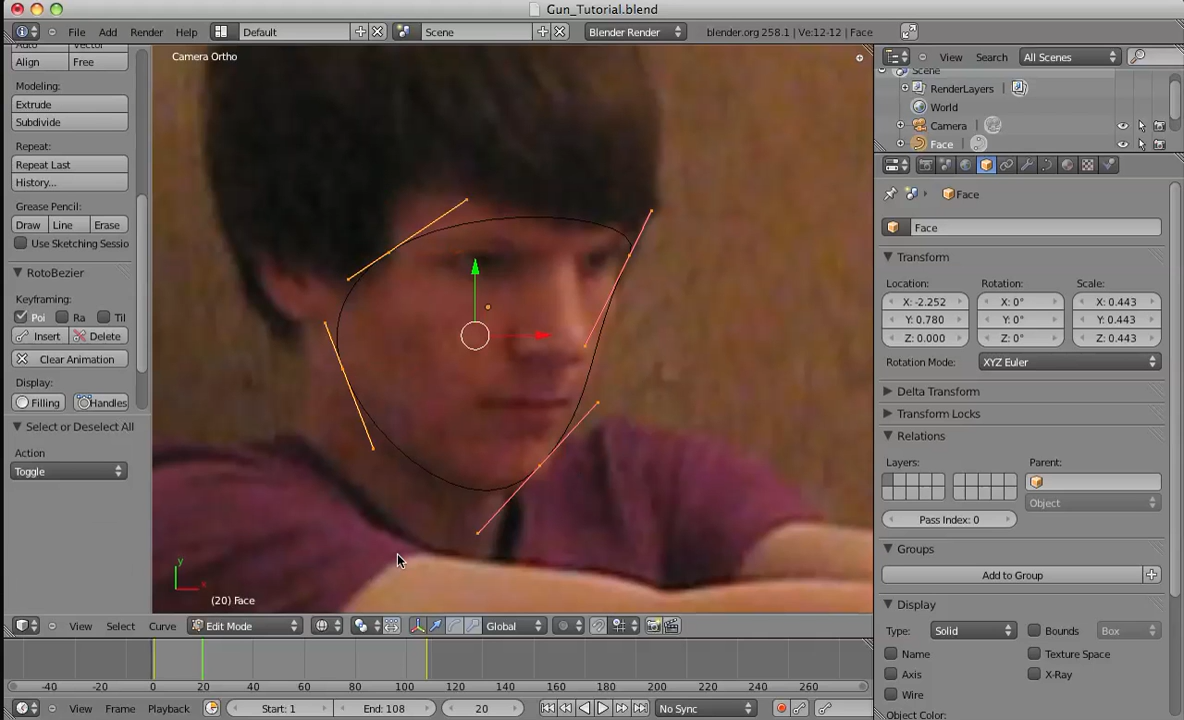 Gun_Tutorial.blend
File Add Render Help Default Scene Blender Render blender.org 258.1 | Ve:12-12 | Face
View Search All Scenes
Auto Vector
Align Free
Modeling:
Extrude
Subdivide
Repeat:
Repeat Last
History...
Grease Pencil:
Draw Line Erase
Use Sketching Sessio
RotoBezier
Keyframing:
Poi Ra Til
Insert Delete
Clear Animation
Display:
Filling Handles
Select or Deselect All
Action
Toggle
Camera Ortho
y
x
(20) Face
View Select Curve Edit Mode Global
-40 -20 0 20 40 60 80 100 120 140 160 180 200 220 240 260
View Frame Playback Start: 1 End: 108 20 No Sync
Scene
RenderLayers
World
Camera
Face
Face
Face
Transform
Location: Rotation: Scale:
X: -2.252 X: 0° X: 0.443
Y: 0.780 Y: 0° Y: 0.443
Z: 0.000 Z: 0° Z: 0.443
Rotation Mode: XYZ Euler
Delta Transform
Transform Locks
Relations
Layers: Parent:
Object
Pass Index: 0
Groups
Add to Group
Display
Type: Solid Bounds Box
Name Texture Space
Axis X-Ray
Wire
Object Color: